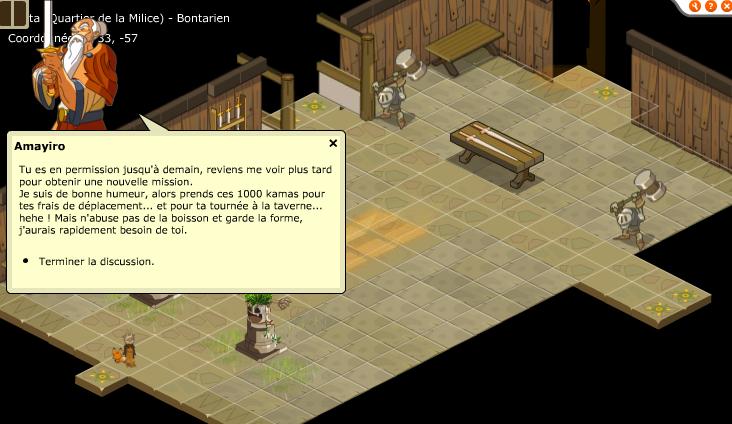 (Quartier de la Milice) - Bontarien
33, -57
Amayiro
Tu es en permission jusqu'à demain, reviens me voir plus tard
pour obtenir une nouvelle mission.
Je suis de bonne humeur, alors prends ces 1000 kamas pour
tes frais de déplacement... et pour ta tournée à la taverne...
hehe ! Mais n'abuse pas de la boisson et garde la forme,
j'aurais rapidement besoin de toi.
Terminer la discussion.